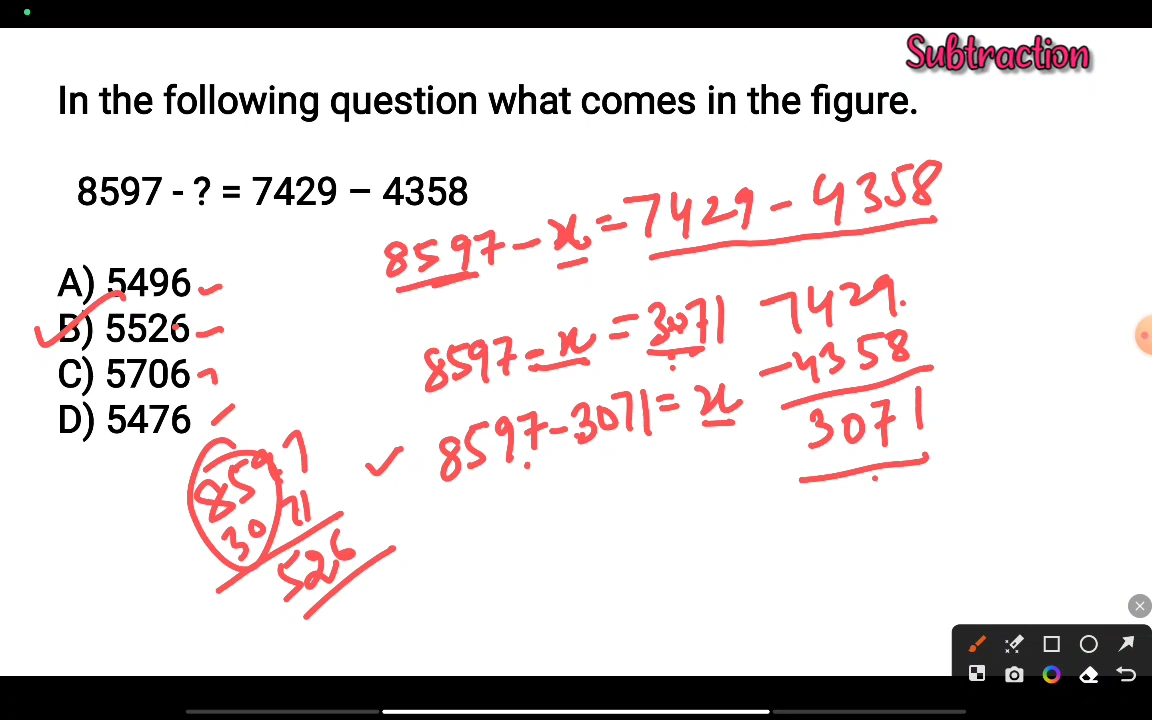 Subtraction
In the following question what comes in the figure.
8597 - ? = 7429 – 4358
8597 - x = 7429 - 4358
A) 5496
B) 5526
C) 5706
D) 5476
8597 - x = 3071
8597 - 3071 = x
7429
- 4358
3071
8597
3071
526